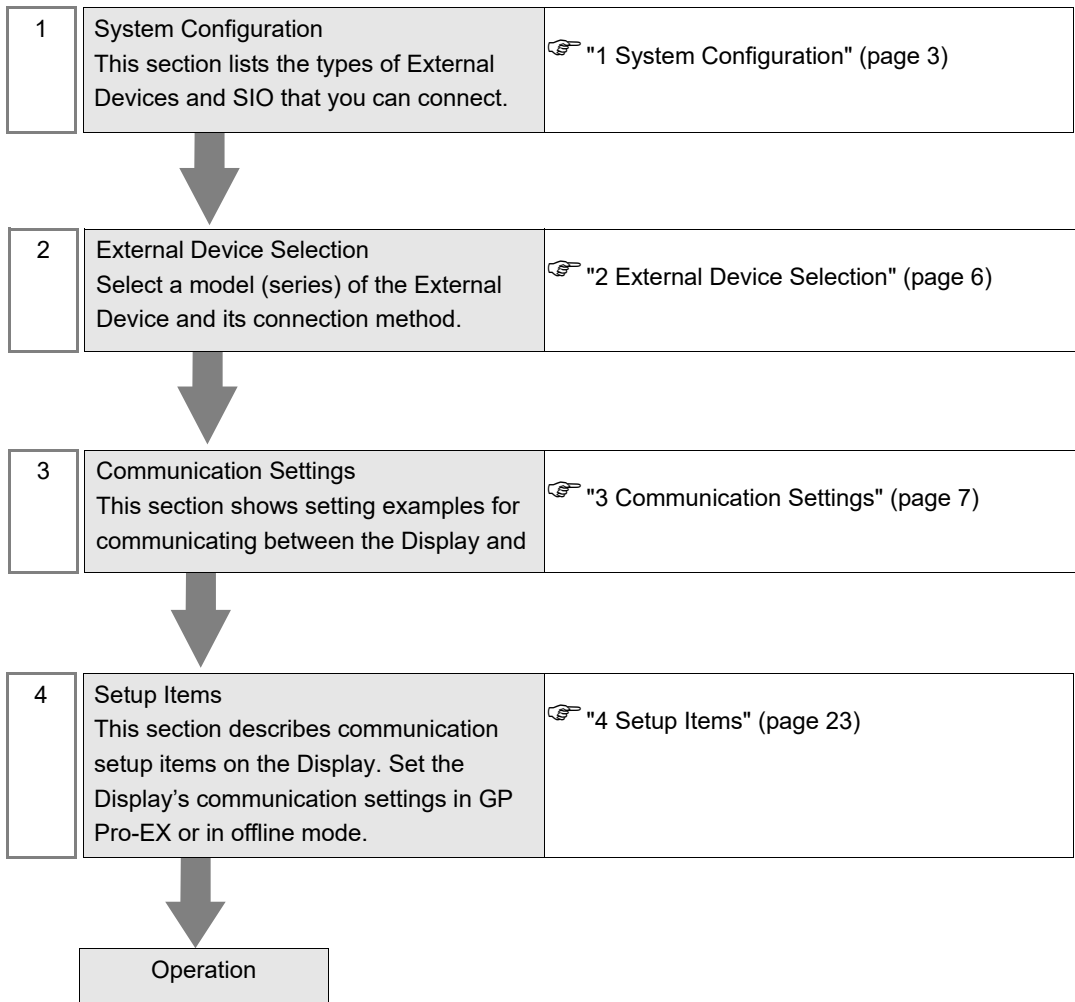 1
System Configuration
This section lists the types of External
Devices and SIO that you can connect.
"1 System Configuration" (page 3)
2
External Device Selection
Select a model (series) of the External
Device and its connection method.
"2 External Device Selection" (page 6)
3
Communication Settings
This section shows setting examples for
communicating between the Display and
"3 Communication Settings" (page 7)
4
Setup Items
This section describes communication
setup items on the Display. Set the
Display’s communication settings in GP
Pro-EX or in offline mode.
"4 Setup Items" (page 23)
Operation